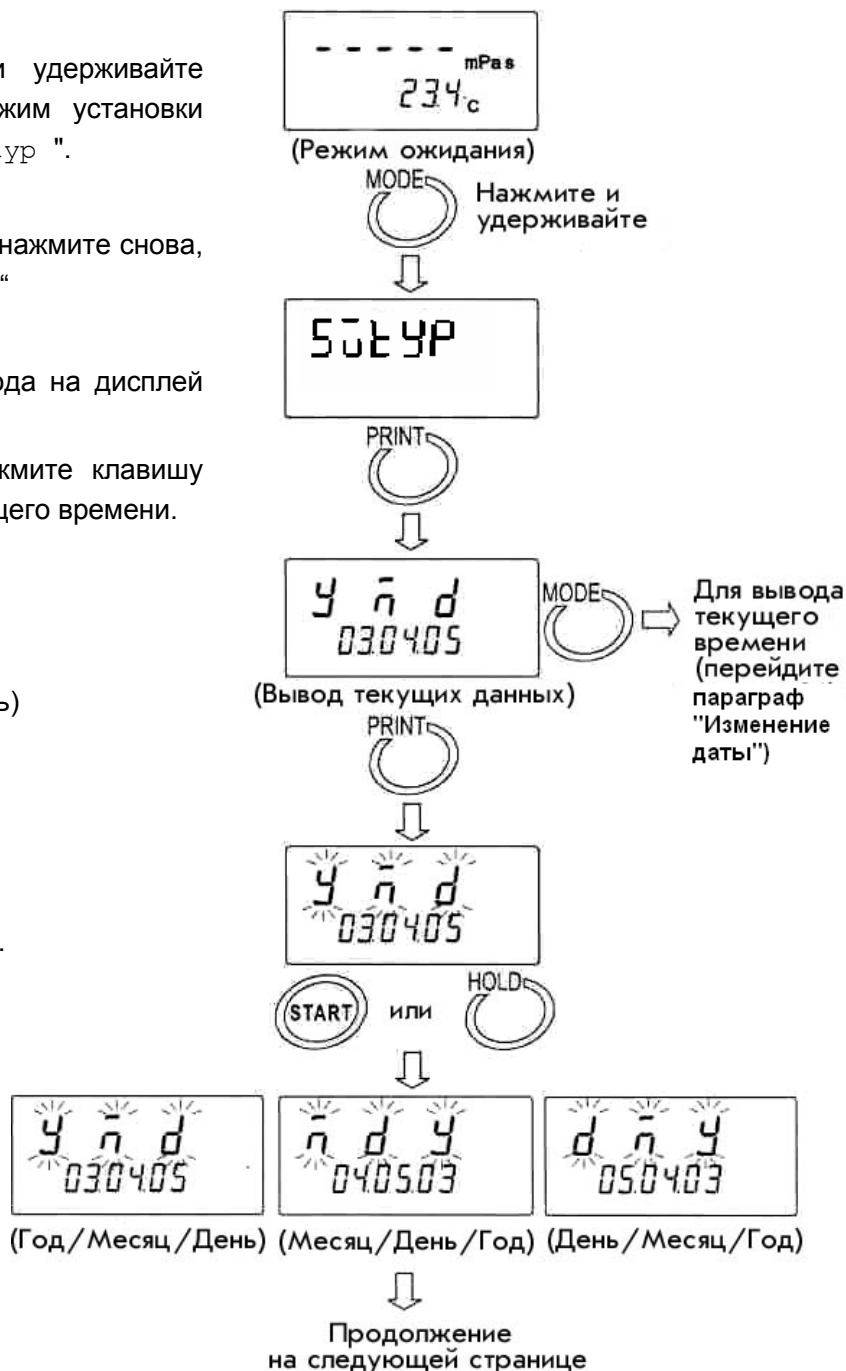 и удерживайте
жим установки
yp ".
нажмите снова,
“
ода на дисплей
жмите клавишу
щего времени.
ь)
.
- - - - - mPas
23.4 c
(Режим ожидания)
MODE
Нажмите и
удерживайте
SutyP
PRINT
y m d
03.04.05
(Вывод текущих данных)
MODE
Для вывода
текущего
времени
(перейдите
параграф
"Изменение
даты")
PRINT
y m d
03.04.05
START или HOLD
y m d
03.04.05
(Год/Месяц/День)
m d y
04.05.03
(Месяц/День/Год)
d m y
05.04.03
(День/Месяц/Год)
Продолжение
на следующей странице